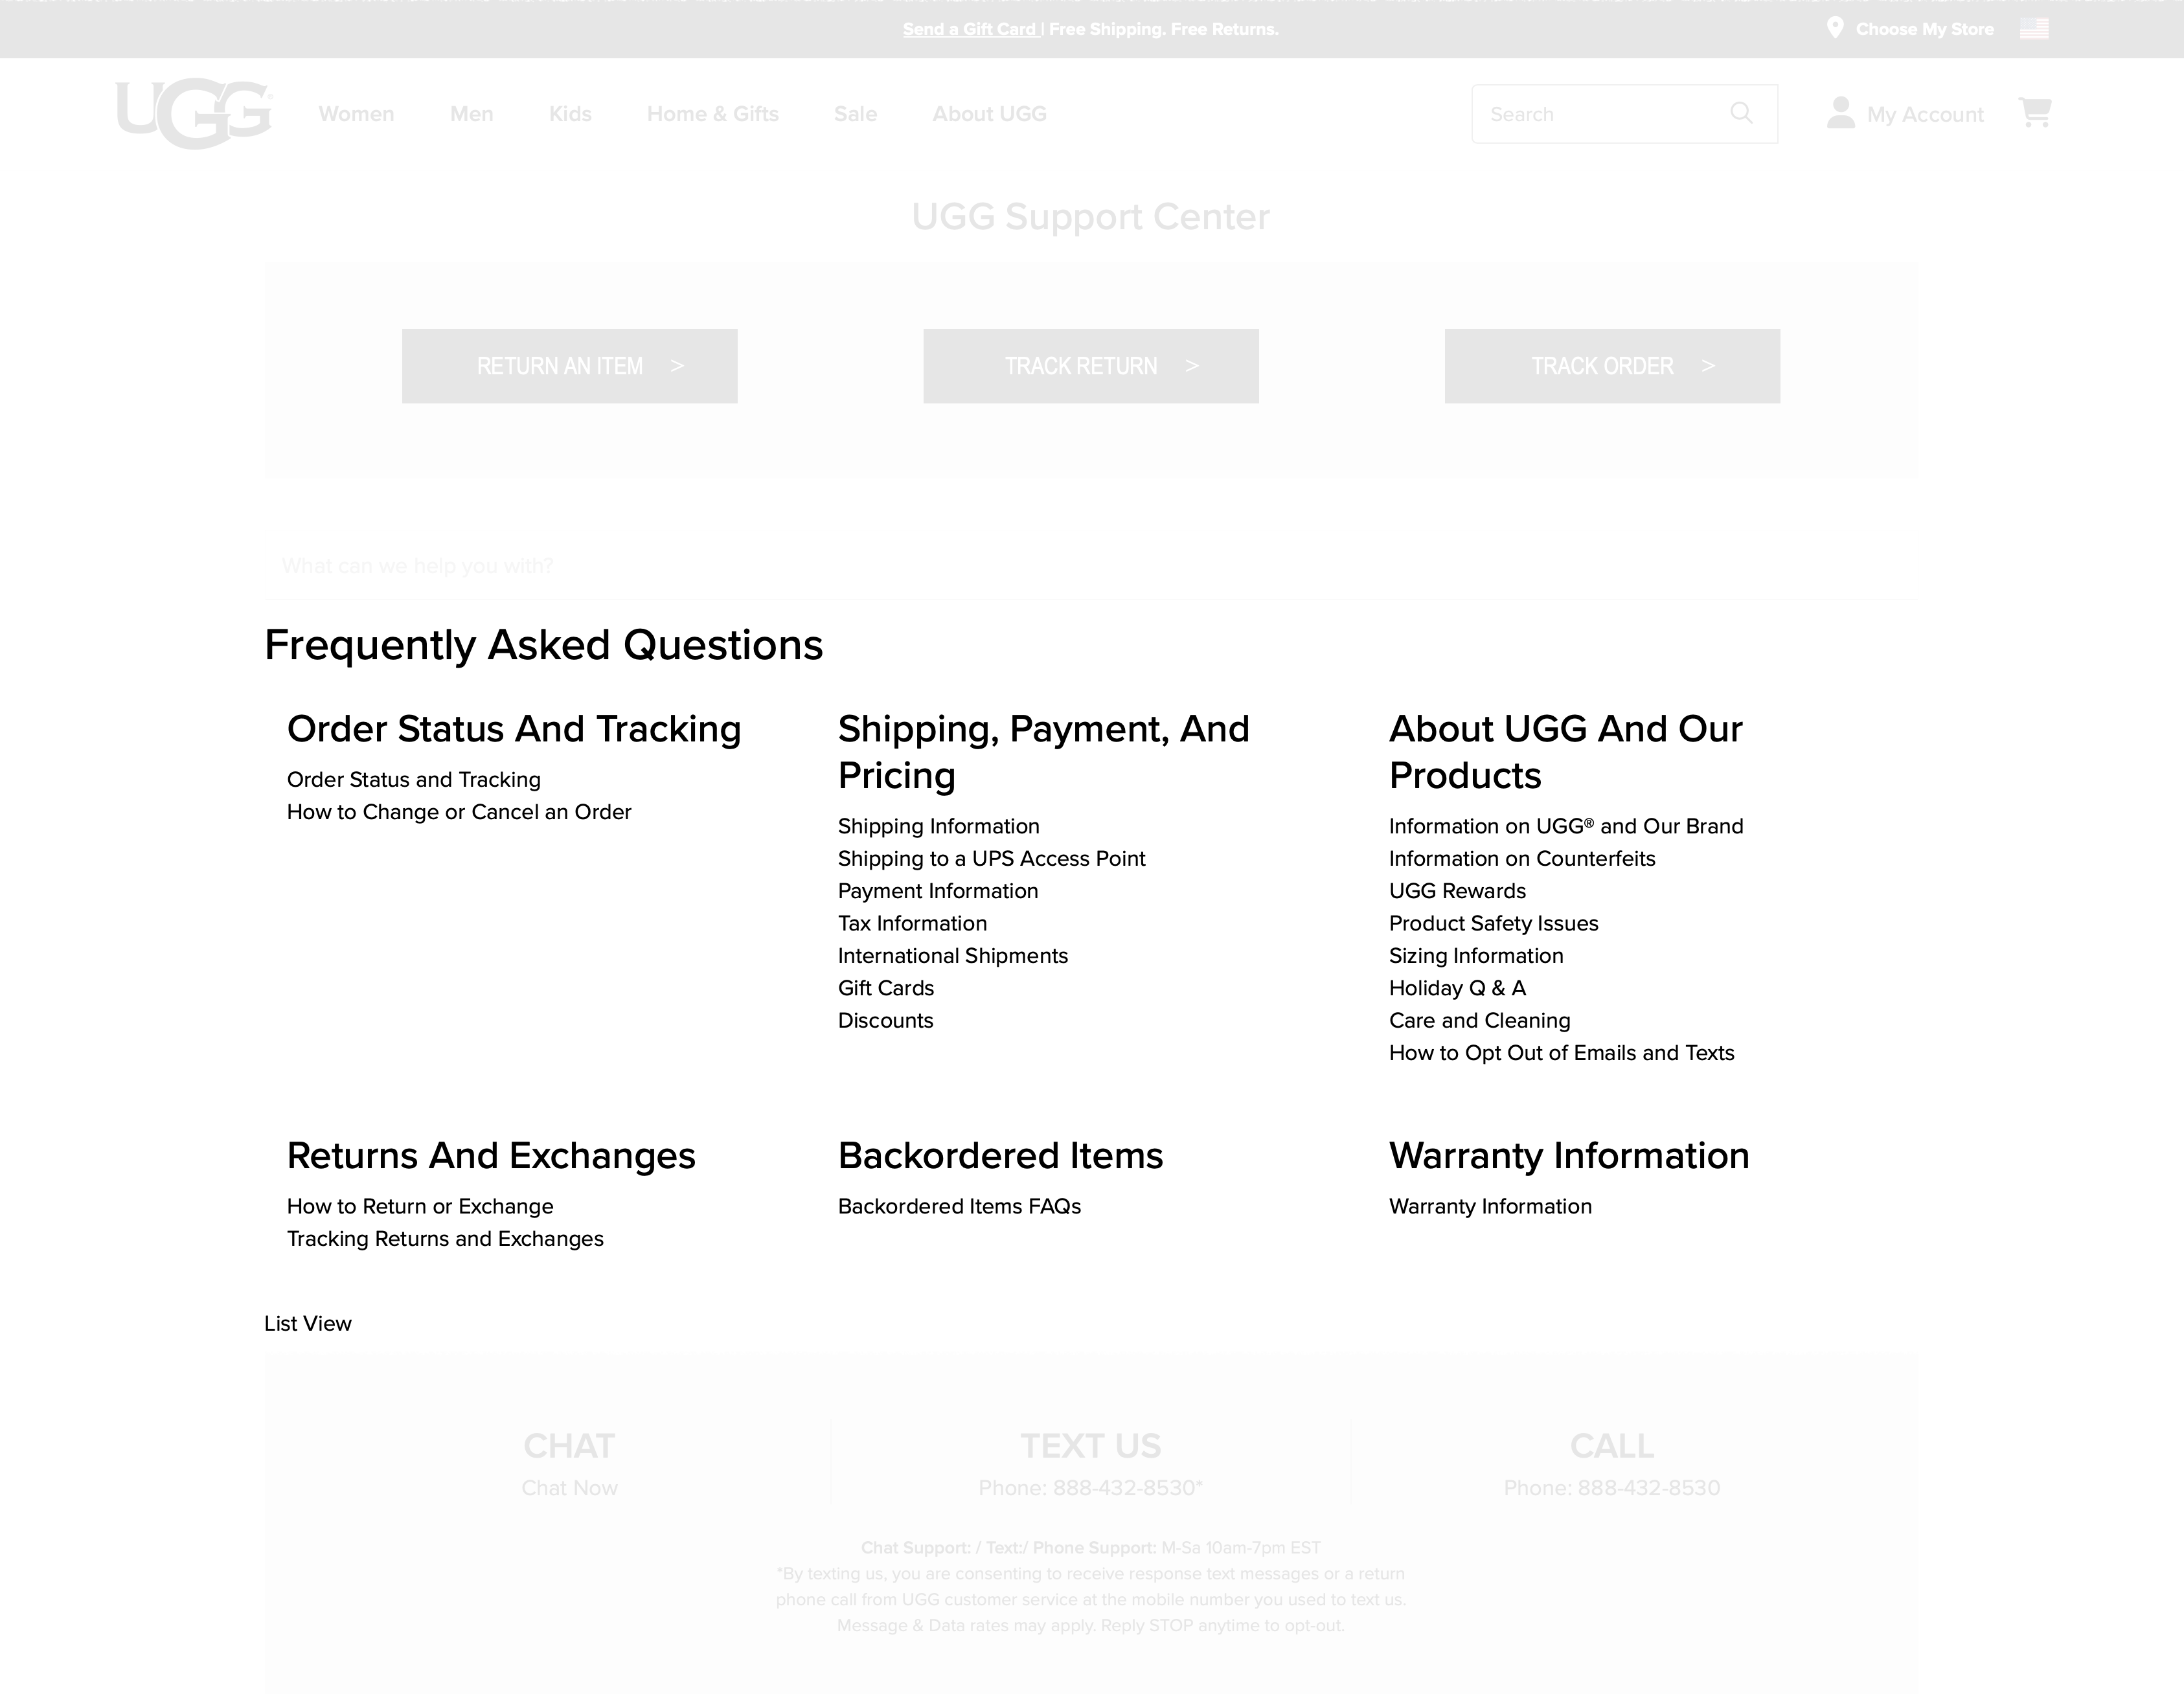 Send a Gift Card | Free Shipping. Free Returns.
Choose My Store
UGG®
Women
Men
Kids
Home & Gifts
Sale
About UGG
Search
My Account
UGG Support Center
RETURN AN ITEM >
TRACK RETURN >
TRACK ORDER >
What can we help you with?
Frequently Asked Questions
Order Status And Tracking
Order Status and Tracking
How to Change or Cancel an Order
Shipping, Payment, And
Pricing
Shipping Information
Shipping to a UPS Access Point
Payment Information
Tax Information
International Shipments
Gift Cards
Discounts
About UGG And Our
Products
Information on UGG® and Our Brand
Information on Counterfeits
UGG Rewards
Product Safety Issues
Sizing Information
Holiday Q & A
Care and Cleaning
How to Opt Out of Emails and Texts
Returns And Exchanges
How to Return or Exchange
Tracking Returns and Exchanges
Backordered Items
Backordered Items FAQs
Warranty Information
Warranty Information
List View
CHAT
Chat Now
TEXT US
Phone: 888-432-8530*
CALL
Phone: 888-432-8530
Chat Support: / Text:/ Phone Support: M-Sa 10am-7pm EST
*By texting us, you are consenting to receive response text messages or a return
phone call from UGG customer service at the mobile number you used to text us.
Message & Data rates may apply. Reply STOP anytime to opt-out.